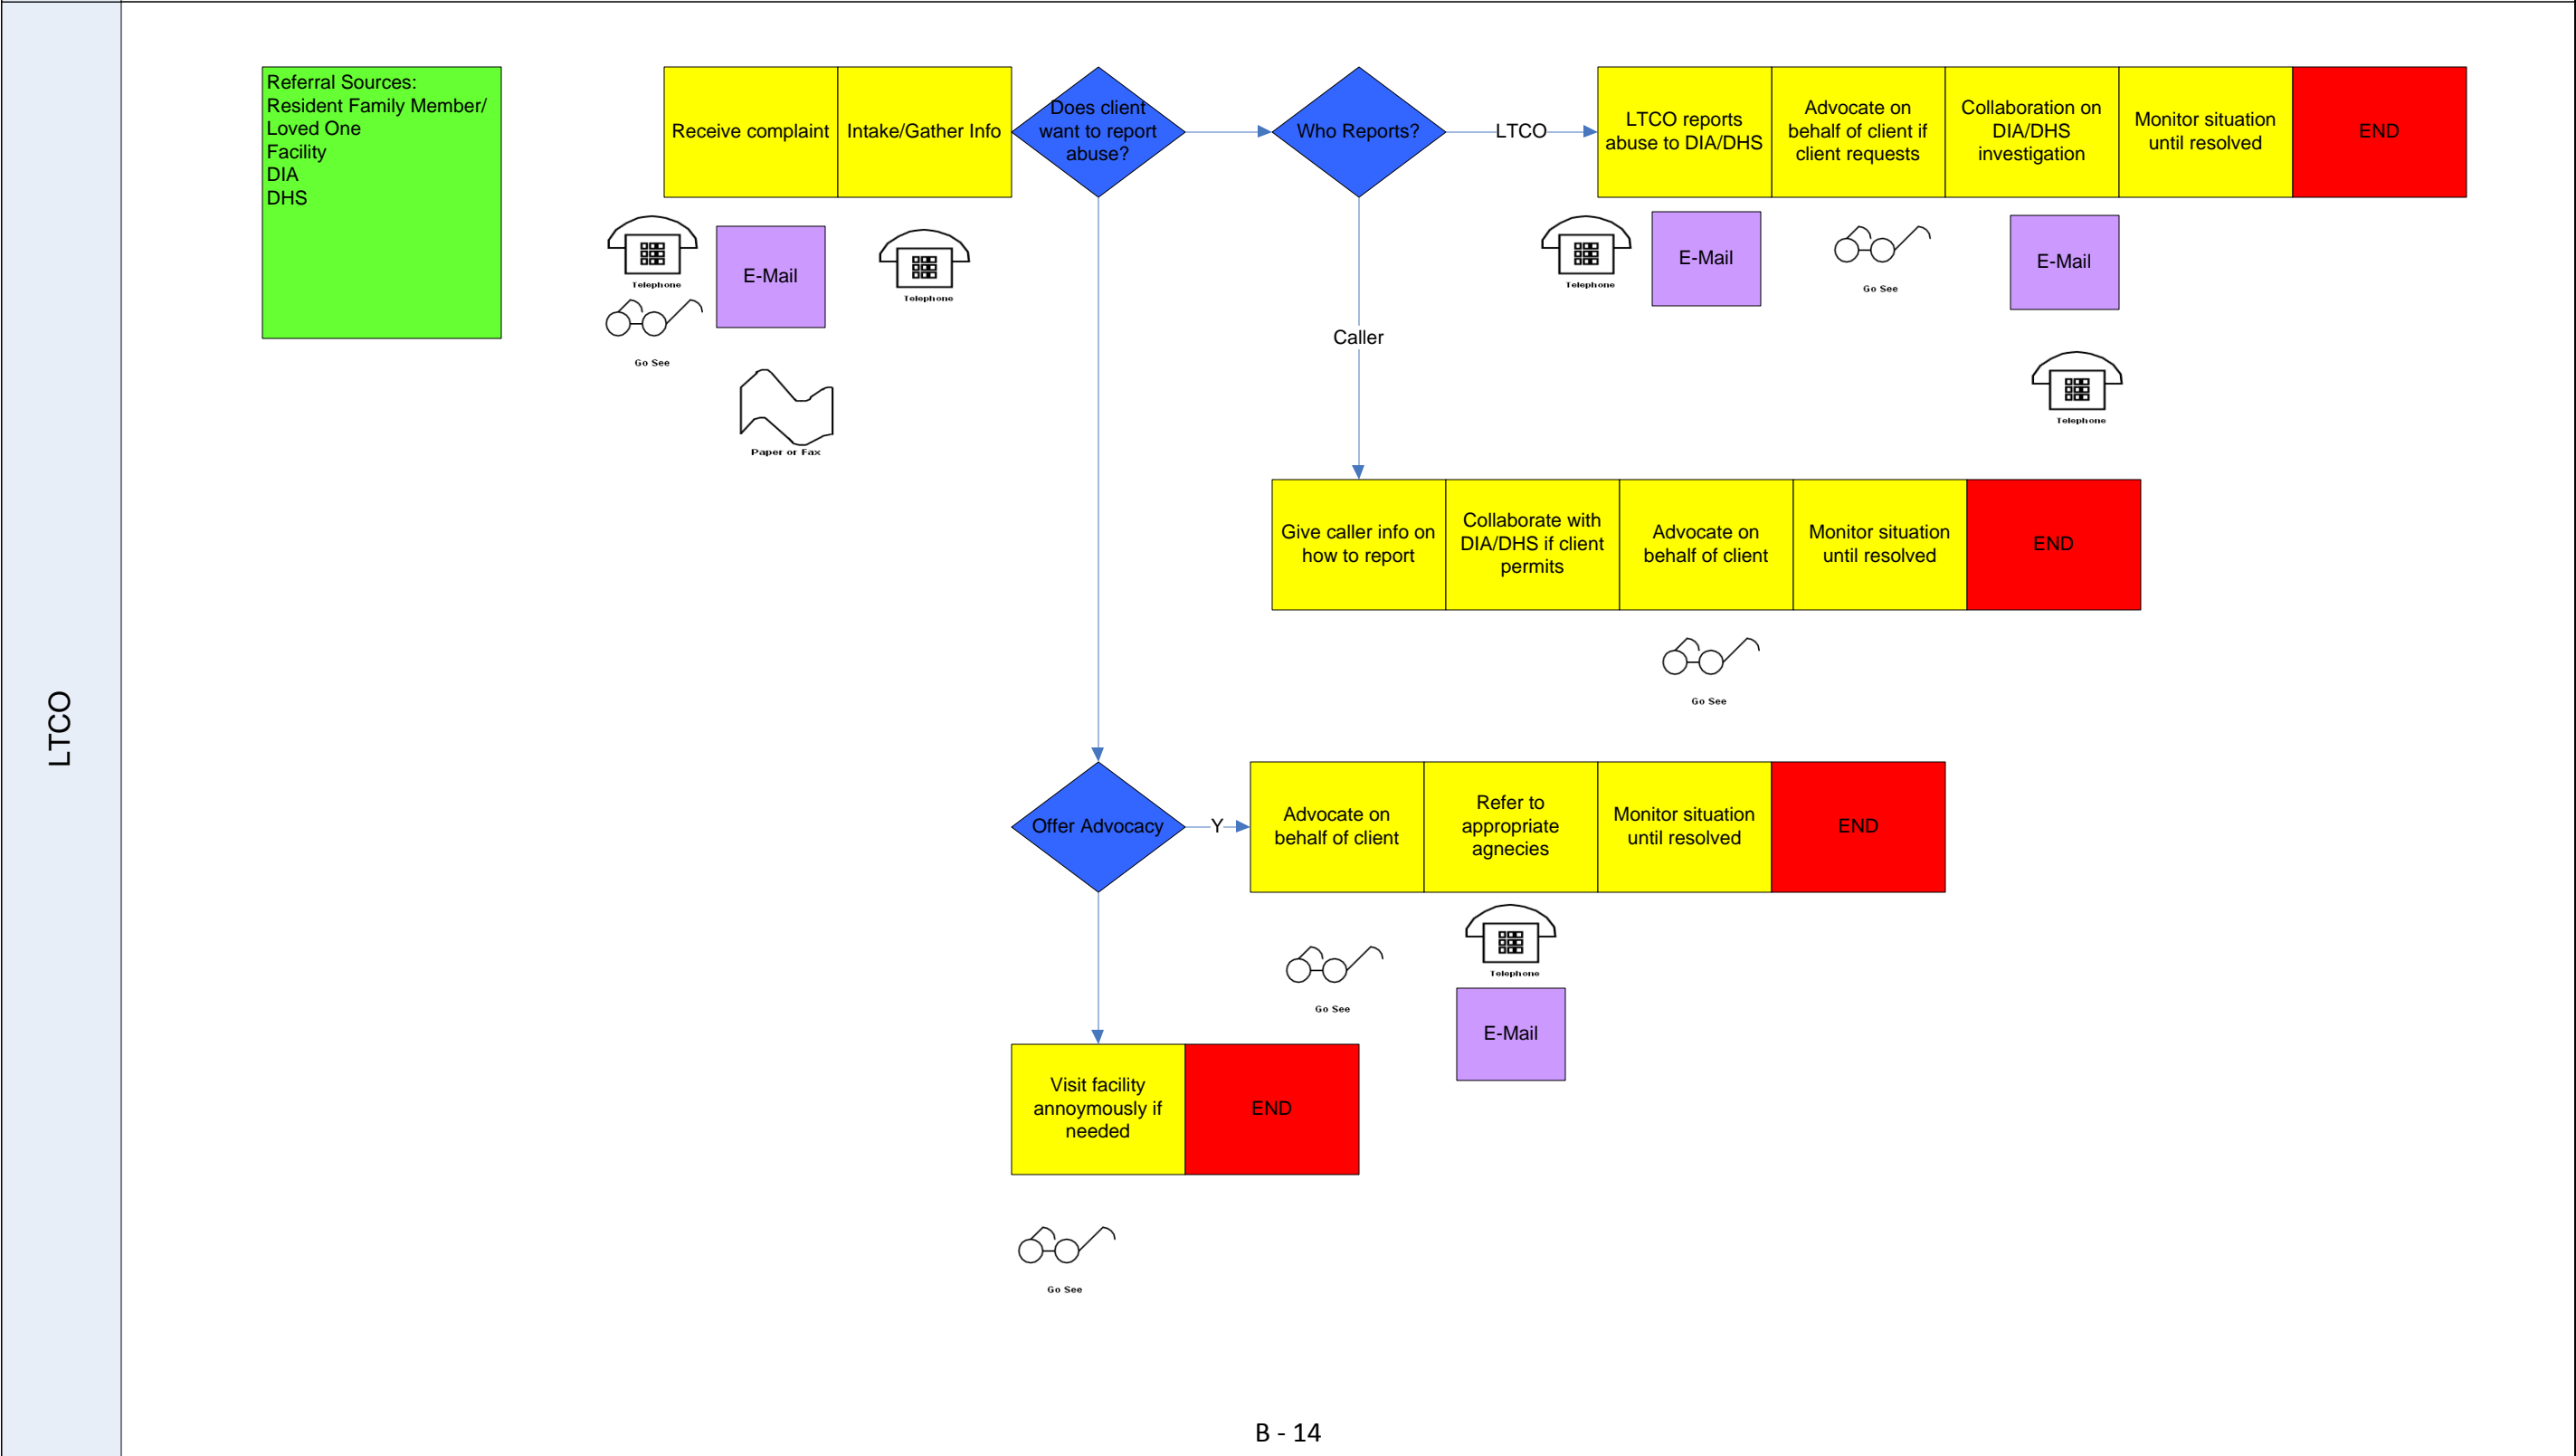 LTCO
Referral Sources:
Resident Family Member/
Loved One
Facility
DIA
DHS
Receive complaint
Intake/Gather Info
Does client
want to report
abuse?
Who Reports?
LTCO
LTCO reports
abuse to DIA/DHS
Advocate on
behalf of client if
client requests
Collaboration on
DIA/DHS
investigation
Monitor situation
until resolved
END
Telephone
Go See
E-Mail
Paper or Fax
Telephone
Telephone
E-Mail
Go See
E-Mail
Telephone
Caller
Give caller info on
how to report
Collaborate with
DIA/DHS if client
permits
Advocate on
behalf of client
Monitor situation
until resolved
END
Go See
Offer Advocacy
Y
Advocate on
behalf of client
Refer to
appropriate
agnecies
Monitor situation
until resolved
END
Go See
Telephone
E-Mail
Visit facility
annoymously if
needed
END
Go See
B - 14